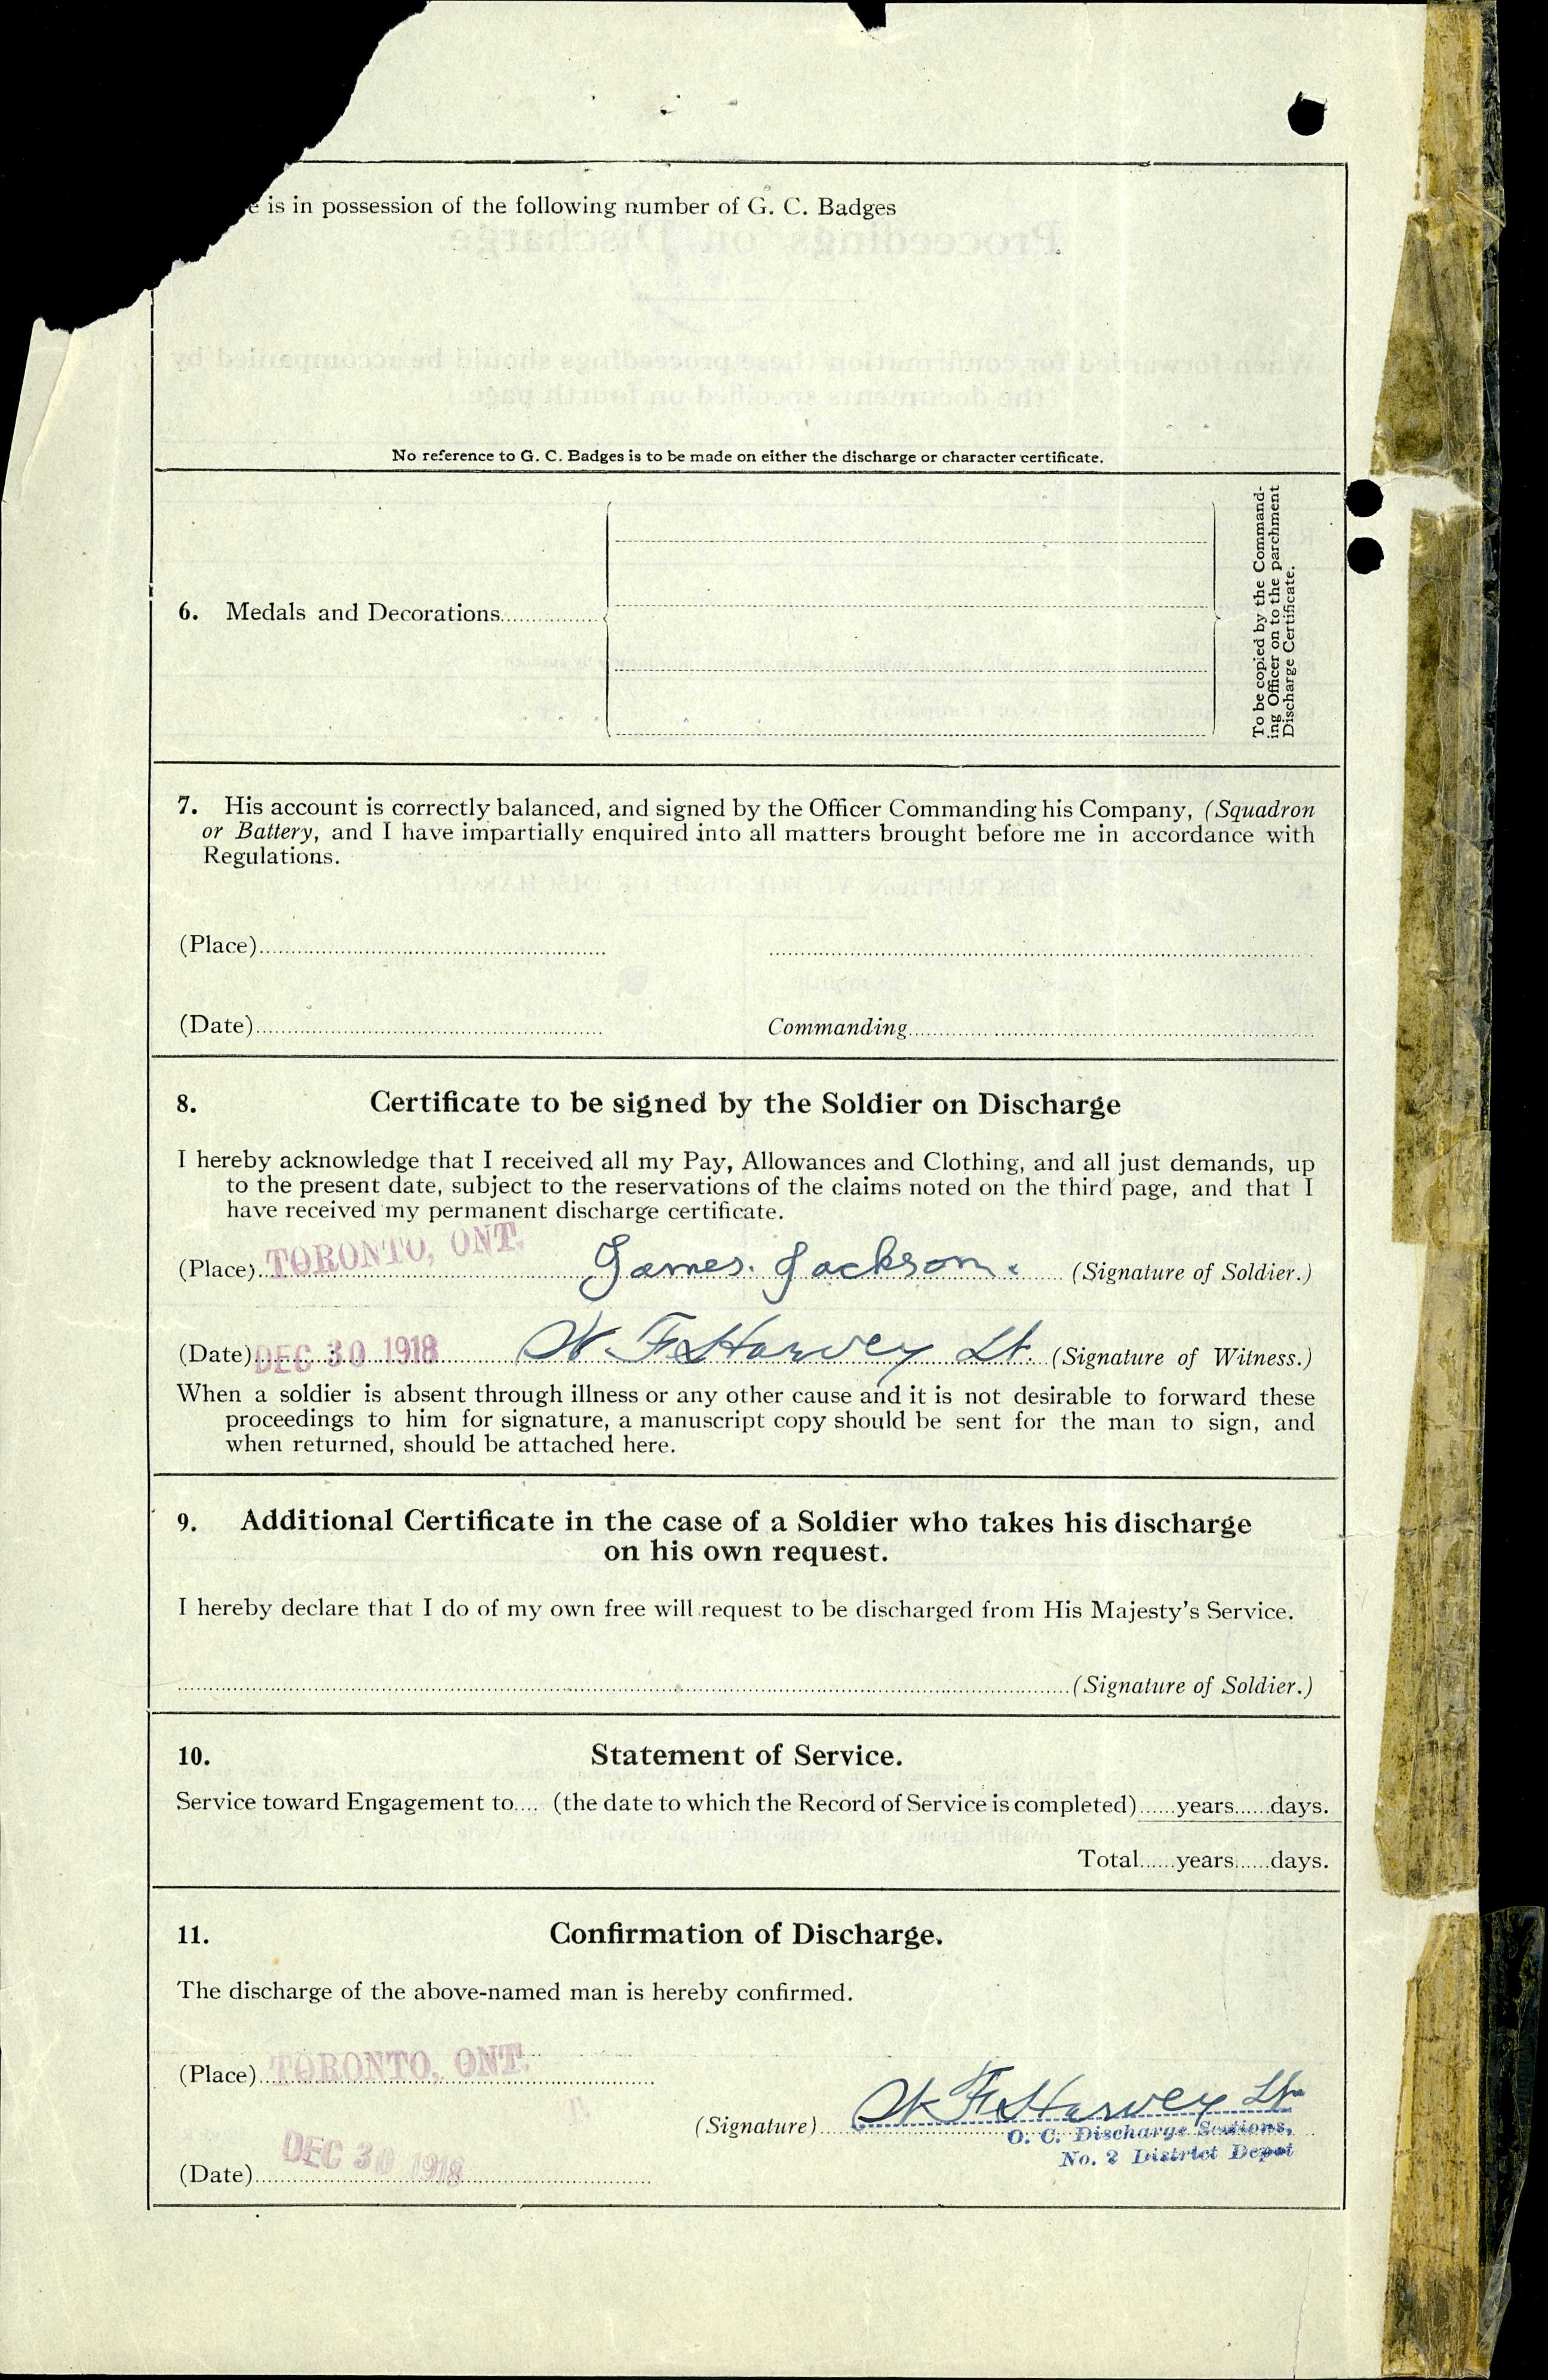 e is in possession of the following number of G. C. Badges
No reference to G. C. Badges is to be made on either the discharge or character certificate.
6. Medals and Decorations
To be copied by the Command-
ing Officer on to the parchment
Discharge Certificate.
7. His account is correctly balanced, and signed by the Officer Commanding his Company, (Squadron
or Battery, and I have impartially enquired into all matters brought before me in accordance with
Regulations.
(Place)
(Date) Commanding
8. Certificate to be signed by the Soldier on Discharge
I hereby acknowledge that I received all my Pay, Allowances and Clothing, and all just demands, up
to the present date, subject to the reservations of the claims noted on the third page, and that I
have received my permanent discharge certificate.
(Place) TORONTO, ONT. James. Jackson. (Signature of Soldier.)
(Date) DEC 30 1918 W. F. Harvey Lt. (Signature of Witness.)
When a soldier is absent through illness or any other cause and it is not desirable to forward these
proceedings to him for signature, a manuscript copy should be sent for the man to sign, and
when returned, should be attached here.
9. Additional Certificate in the case of a Soldier who takes his discharge
on his own request.
I hereby declare that I do of my own free will request to be discharged from His Majesty's Service.
(Signature of Soldier.)
10. Statement of Service.
Service toward Engagement to.... (the date to which the Record of Service is completed)......years......days.
Total......years......days.
11. Confirmation of Discharge.
The discharge of the above-named man is hereby confirmed.
(Place) TORONTO, ONT.
(Signature) W F Harvey Lt
O. C. Discharge Sections,
No. 2 District Depot
(Date) DEC 30 1918